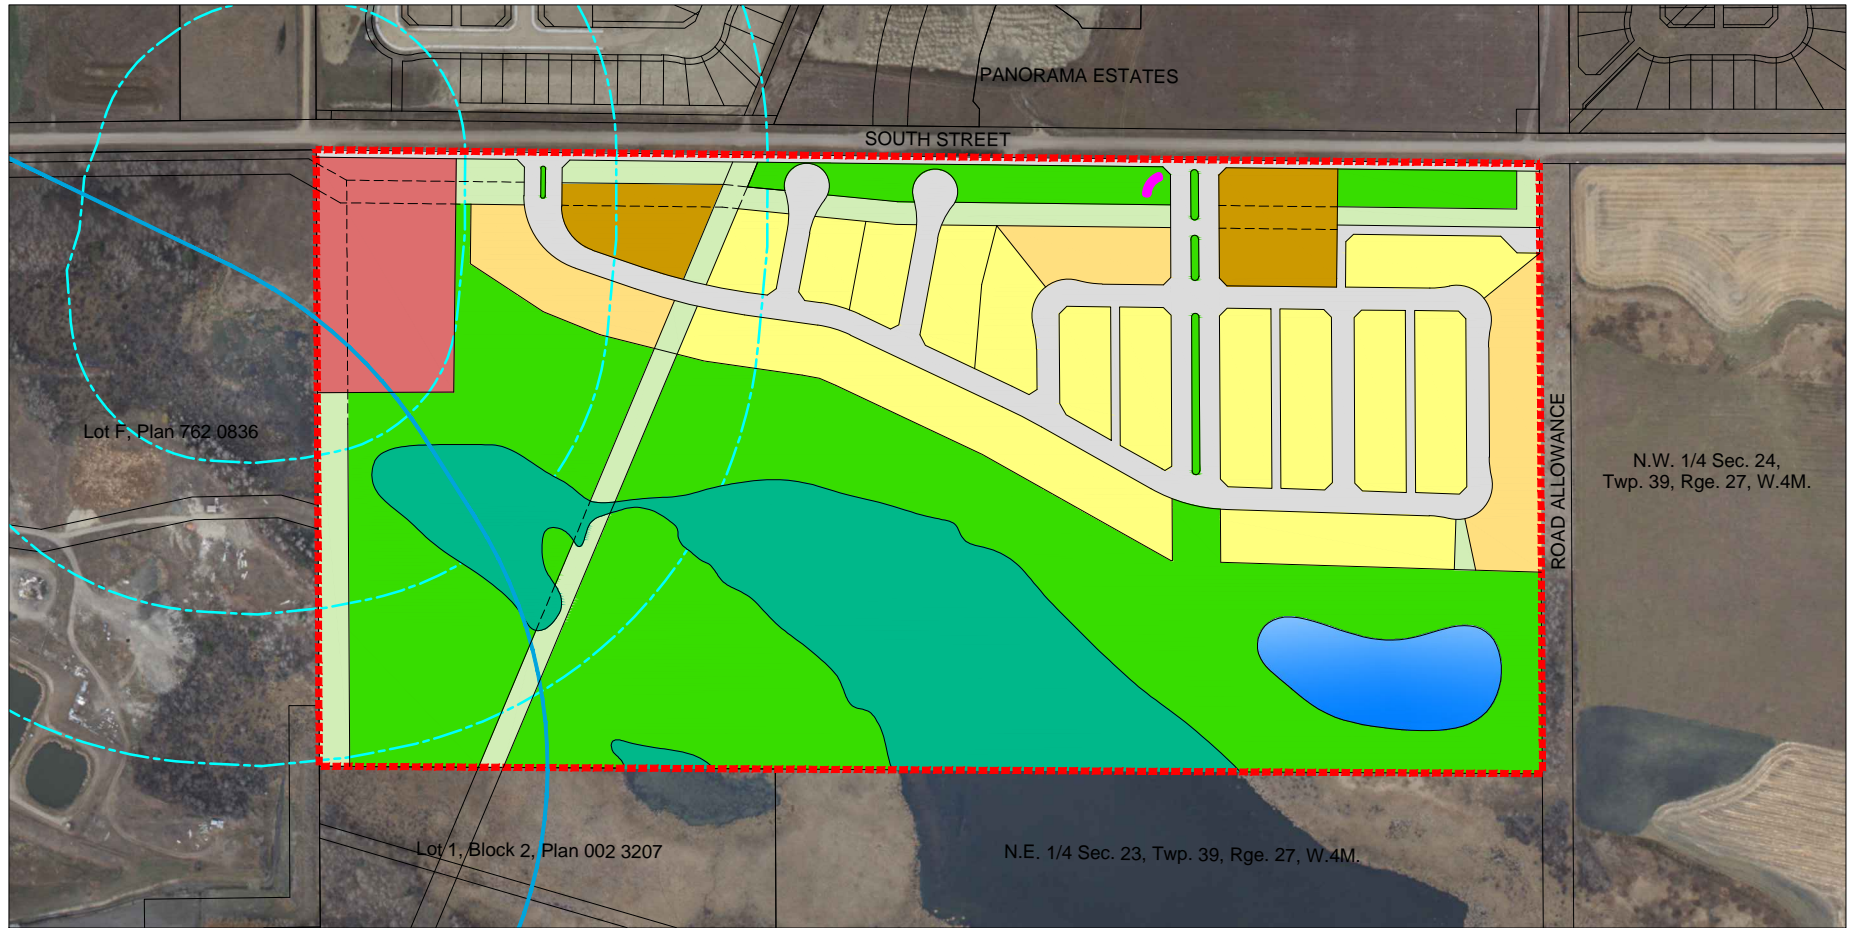 PANORAMA ESTATES
SOUTH STREET
Lot F, Plan 762 0836
ROAD ALLOWANCE
N.W. 1/4 Sec. 24,
Twp. 39, Rge. 27, W.4M.
Lot 1, Block 2, Plan 002 3207
N.E. 1/4 Sec. 23, Twp. 39, Rge. 27, W.4M.